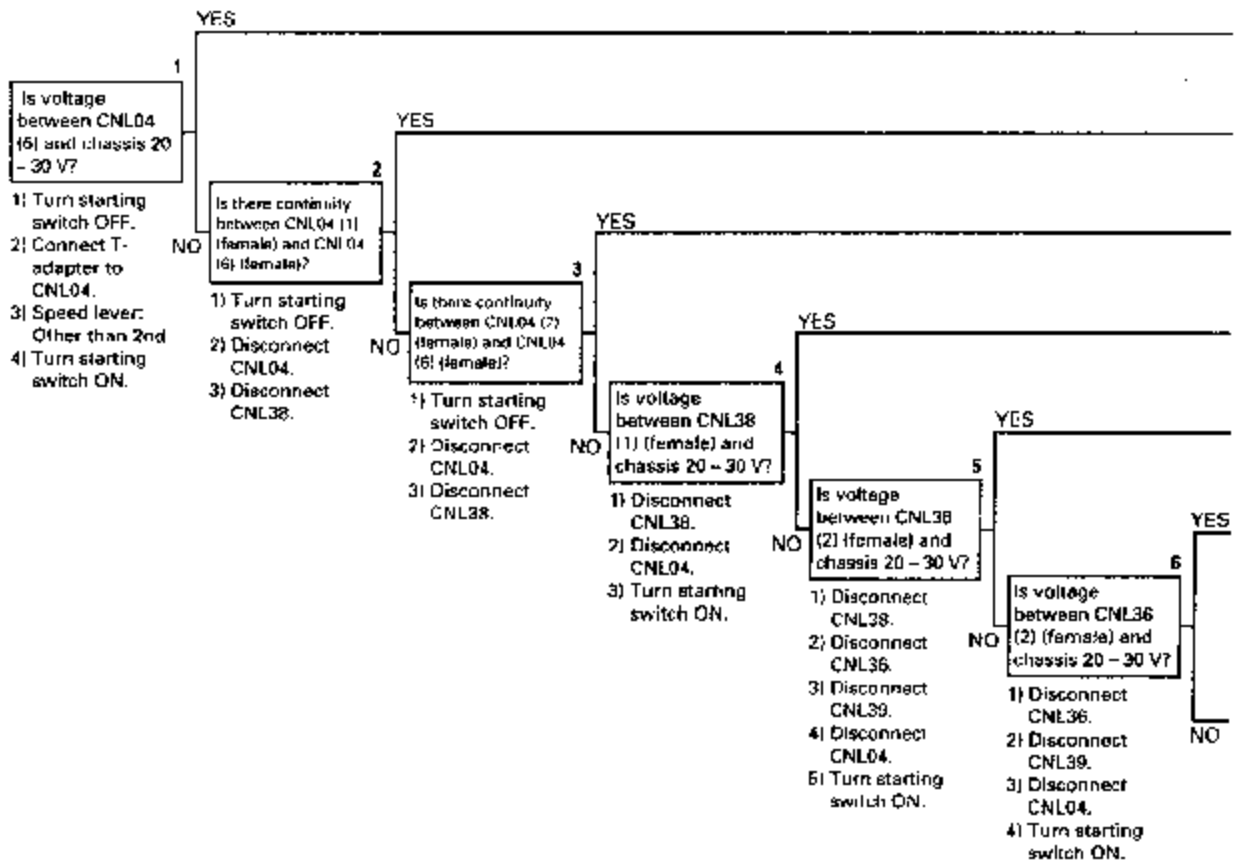 YES
1
Is voltage
between CNL04
(6) and chassis 20
– 30 V?
1) Turn starting
switch OFF.
2) Connect T-
adapter to
CNL04.
3) Speed lever:
Other than 2nd
4) Turn starting
switch ON.
YES
NO
2
Is there continuity
between CNL04 (1)
(female) and CNL04
(6) (female)?
1) Turn starting
switch OFF.
2) Disconnect
CNL04.
3) Disconnect
CNL38.
YES
NO
3
Is there continuity
between CNL04 (2)
(female) and CNL04
(6) (female)?
1) Turn starting
switch OFF.
2) Disconnect
CNL04.
3) Disconnect
CNL38.
YES
NO
4
Is voltage
between CNL38
(1) (female) and
chassis 20 – 30 V?
1) Disconnect
CNL38.
2) Disconnect
CNL04.
3) Turn starting
switch ON.
YES
NO
5
Is voltage
between CNL38
(2) (female) and
chassis 20 – 30 V?
1) Disconnect
CNL38.
2) Disconnect
CNL36.
3) Disconnect
CNL39.
4) Disconnect
CNL04.
5) Turn starting
switch ON.
YES
NO
6
Is voltage
between CNL36
(2) (female) and
chassis 20 – 30 V?
1) Disconnect
CNL36.
2) Disconnect
CNL39.
3) Disconnect
CNL04.
4) Turn starting
switch ON.
NO